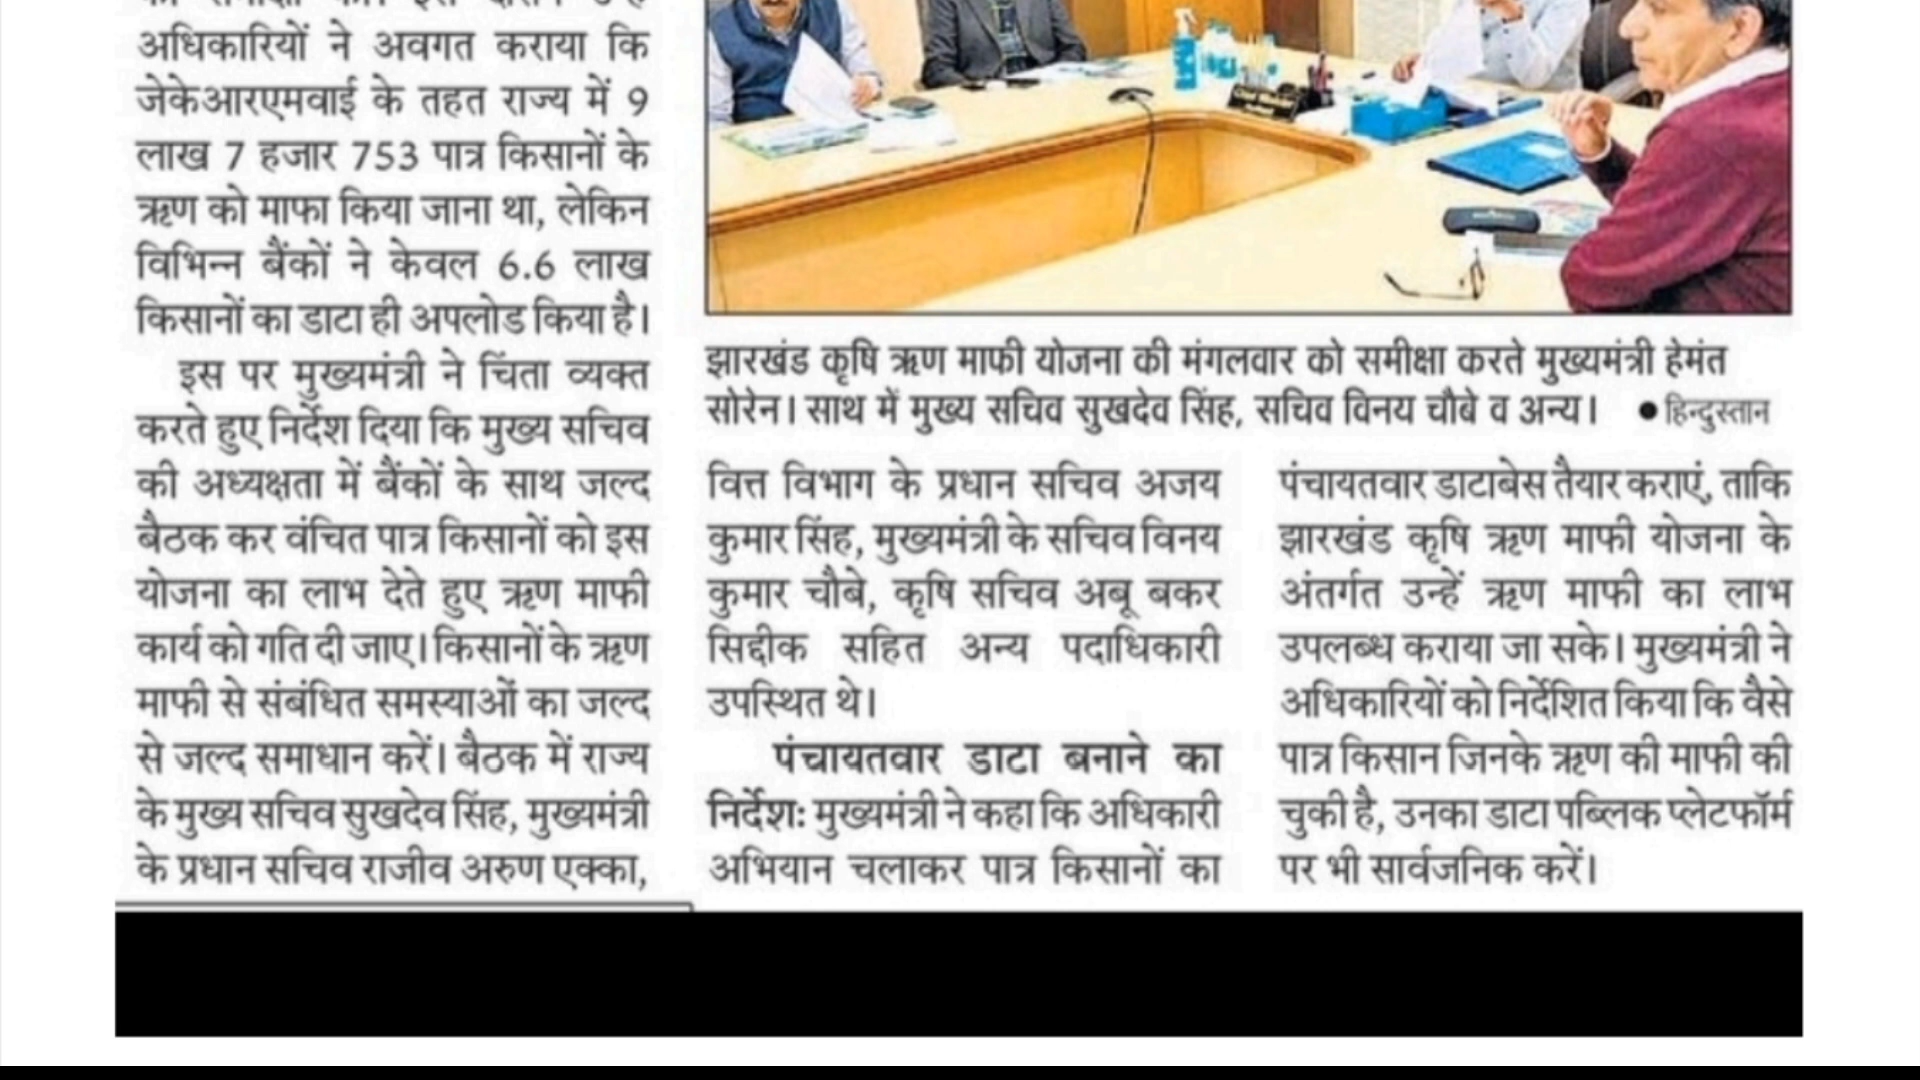 अधिकारियों ने अवगत कराया कि
जेकेआरएमवाई के तहत राज्य में 9
लाख 7 हजार 753 पात्र किसानों के
ऋण को माफा किया जाना था, लेकिन
विभिन्न बैंकों ने केवल 6.6 लाख
किसानों का डाटा ही अपलोड किया है।
इस पर मुख्यमंत्री ने चिंता व्यक्त
करते हुए निर्देश दिया कि मुख्य सचिव
की अध्यक्षता में बैंकों के साथ जल्द
बैठक कर वंचित पात्र किसानों को इस
योजना का लाभ देते हुए ऋण माफी
कार्य को गति दी जाए। किसानों के ऋण
माफी से संबंधित समस्याओं का जल्द
से जल्द समाधान करें। बैठक में राज्य
के मुख्य सचिव सुखदेव सिंह, मुख्यमंत्री
के प्रधान सचिव राजीव अरुण एक्का,
झारखंड कृषि ऋण माफी योजना की मंगलवार को समीक्षा करते मुख्यमंत्री हेमंत
सोरेन। साथ में मुख्य सचिव सुखदेव सिंह, सचिव विनय चौबे व अन्य। ● हिन्दुस्तान
वित्त विभाग के प्रधान सचिव अजय
कुमार सिंह, मुख्यमंत्री के सचिव विनय
कुमार चौबे, कृषि सचिव अबू बकर
सिद्दीक सहित अन्य पदाधिकारी
उपस्थित थे।
पंचायतवार डाटा बनाने का
निर्देश: मुख्यमंत्री ने कहा कि अधिकारी
अभियान चलाकर पात्र किसानों का
पंचायतवार डाटाबेस तैयार कराएं, ताकि
झारखंड कृषि ऋण माफी योजना के
अंतर्गत उन्हें ऋण माफी का लाभ
उपलब्ध कराया जा सके। मुख्यमंत्री ने
अधिकारियों को निर्देशित किया कि वैसे
पात्र किसान जिनके ऋण की माफी की
चुकी है, उनका डाटा पब्लिक प्लेटफॉर्म
पर भी सार्वजनिक करें।